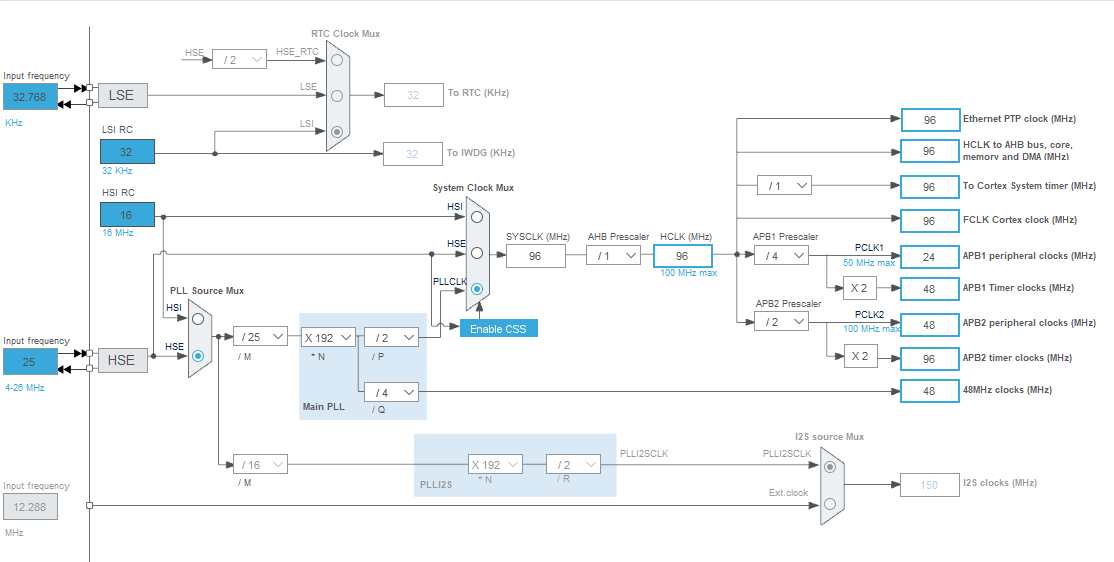 RTC Clock Mux
HSE
/ 2
HSE_RTC
Input frequency
32.768
KHz
LSE
LSE
32
To RTC (KHz)
LSI
LSI RC
32
32 KHz
32
To IWDG (KHz)
HSI RC
16
16 MHz
System Clock Mux
HSI
HSE
PLLCLK
SYSCLK (MHz)
96
AHB Prescaler
/ 1
HCLK (MHz)
96
100 MHz max
Enable CSS
96
Ethernet PTP clock (MHz)
96
HCLK to AHB bus, core,
memory and DMA (MHz)
/ 1
96
To Cortex System timer (MHz)
96
FCLK Cortex clock (MHz)
APB1 Prescaler
/ 4
PCLK1
50 MHz max
24
APB1 peripheral clocks (MHz)
X 2
48
APB1 Timer clocks (MHz)
APB2 Prescaler
/ 2
PCLK2
100 MHz max
48
APB2 peripheral clocks (MHz)
X 2
96
APB2 timer clocks (MHz)
48
48MHz clocks (MHz)
PLL Source Mux
HSI
HSE
Input frequency
25
4-26 MHz
HSE
/ 25
/ M
X 192
* N
/ 2
/ P
/ 4
/ Q
Main PLL
/ 16
/ M
X 192
* N
/ 2
/ R
PLLI2S
PLLI2SCLK
I2S source Mux
PLLI2SCLK
Ext.clock
150
I2S clocks (MHz)
Input frequency
12.288
MHz